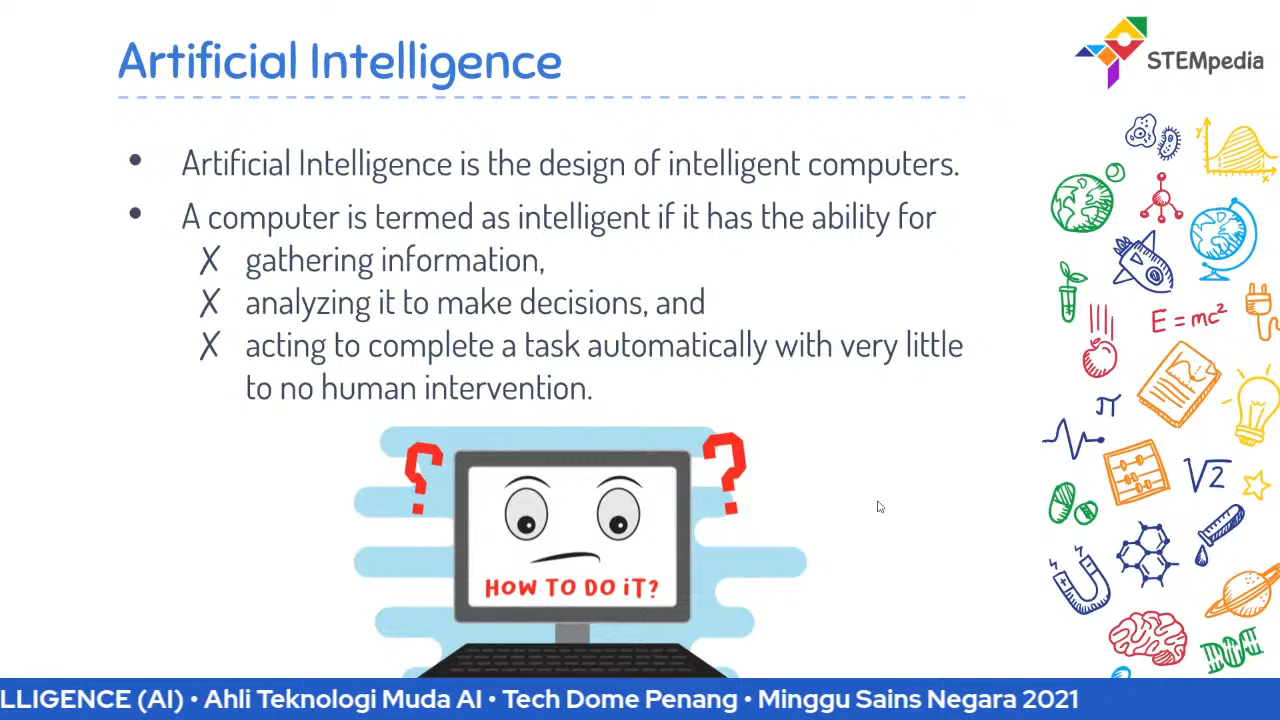 Artificial Intelligence
STEMpedia
• Artificial Intelligence is the design of intelligent computers.
• A computer is termed as intelligent if it has the ability for
✗ gathering information,
✗ analyzing it to make decisions, and
✗ acting to complete a task automatically with very little
to no human intervention.
? ?
HOW TO DO iT?
y
x
E = mc²
π
√2
LLIGENCE (AI) • Ahli Teknologi Muda AI • Tech Dome Penang • Minggu Sains Negara 2021